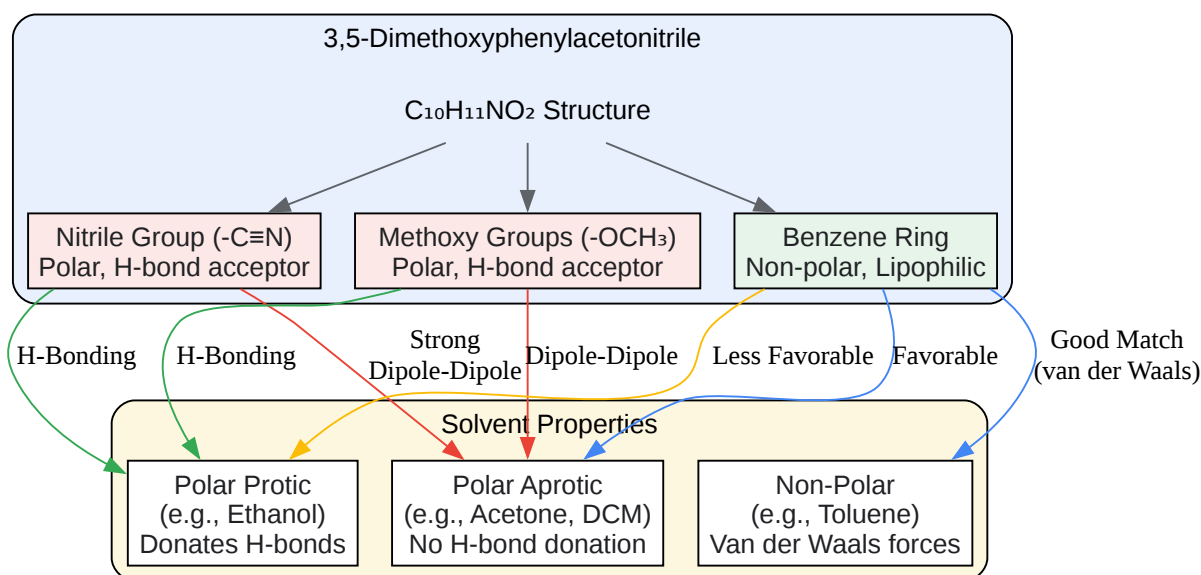 3,5-Dimethoxyphenylacetonitrile
C₁₀H₁₁NO₂ Structure
Nitrile Group (-C≡N)
Polar, H-bond acceptor
Methoxy Groups (-OCH₃)
Polar, H-bond acceptor
Benzene Ring
Non-polar, Lipophilic
H-Bonding
H-Bonding
Strong
Dipole-Dipole
Dipole-Dipole
Less Favorable
Favorable
Good Match
(van der Waals)
Solvent Properties
Polar Protic
(e.g., Ethanol)
Donates H-bonds
Polar Aprotic
(e.g., Acetone, DCM)
No H-bond donation
Non-Polar
(e.g., Toluene)
Van der Waals forces